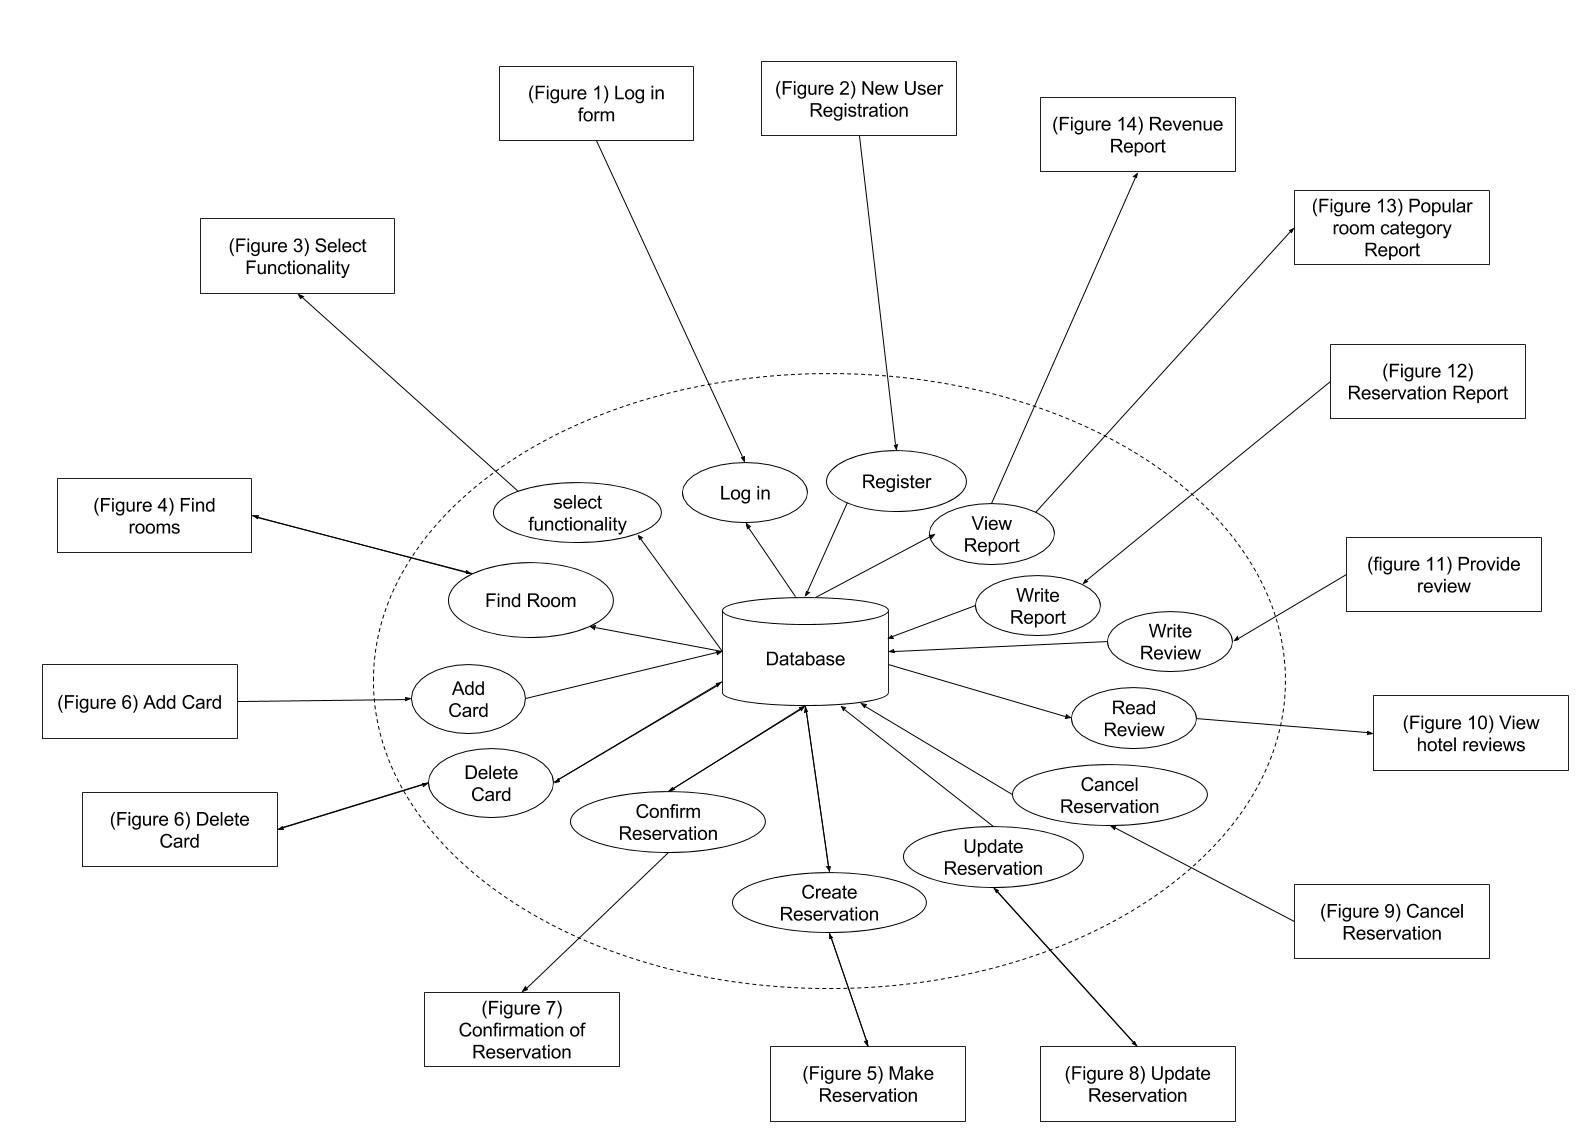 (Figure 1) Log in
form
(Figure 2) New User
Registration
(Figure 14) Revenue
Report
(Figure 13) Popular
room category
Report
(Figure 3) Select
Functionality
(Figure 12)
Reservation Report
(Figure 4) Find
rooms
select
functionality
Log in
Register
View
Report
(figure 11) Provide
review
Find Room
Write
Report
Write
Review
Database
(Figure 6) Add Card
Add
Card
Read
Review
(Figure 10) View
hotel reviews
Delete
Card
Cancel
Reservation
(Figure 6) Delete
Card
Confirm
Reservation
Update
Reservation
Create
Reservation
(Figure 9) Cancel
Reservation
(Figure 7)
Confirmation of
Reservation
(Figure 5) Make
Reservation
(Figure 8) Update
Reservation